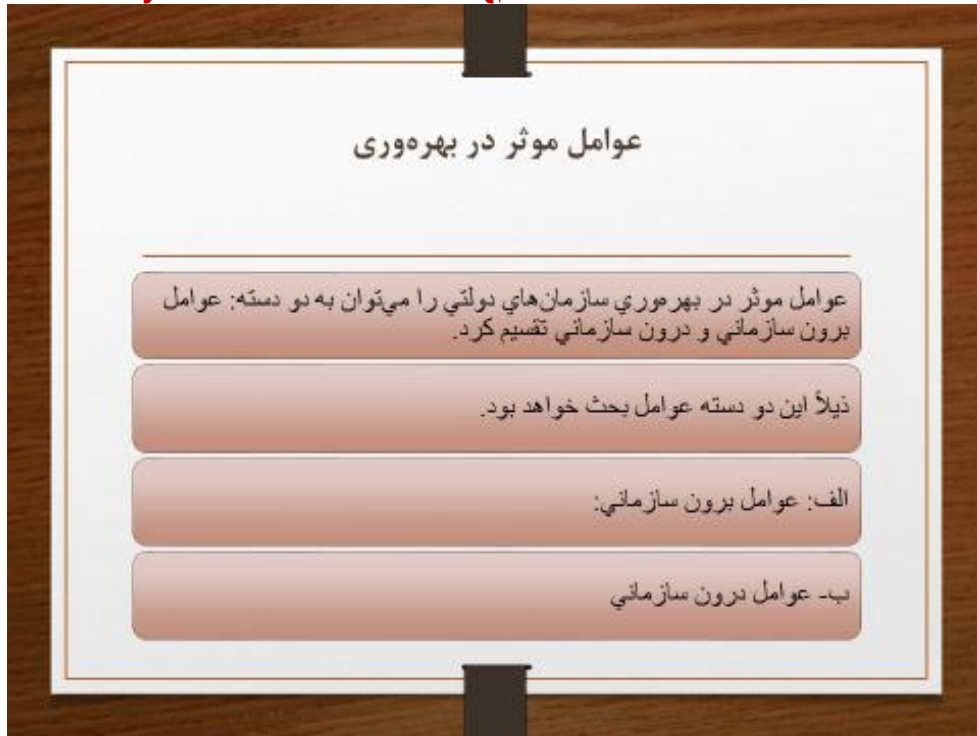 عوامل موثر در بهره‌وری
عوامل موثر در بهره‌وري سازمان‌هاي دولتي را مي‌توان به دو دسته: عوامل
برون سازماني و درون سازماني تقسيم كرد.
ذيلاً اين دو دسته عوامل بحث خواهد بود.
الف: عوامل برون سازماني:
ب- عوامل درون سازماني